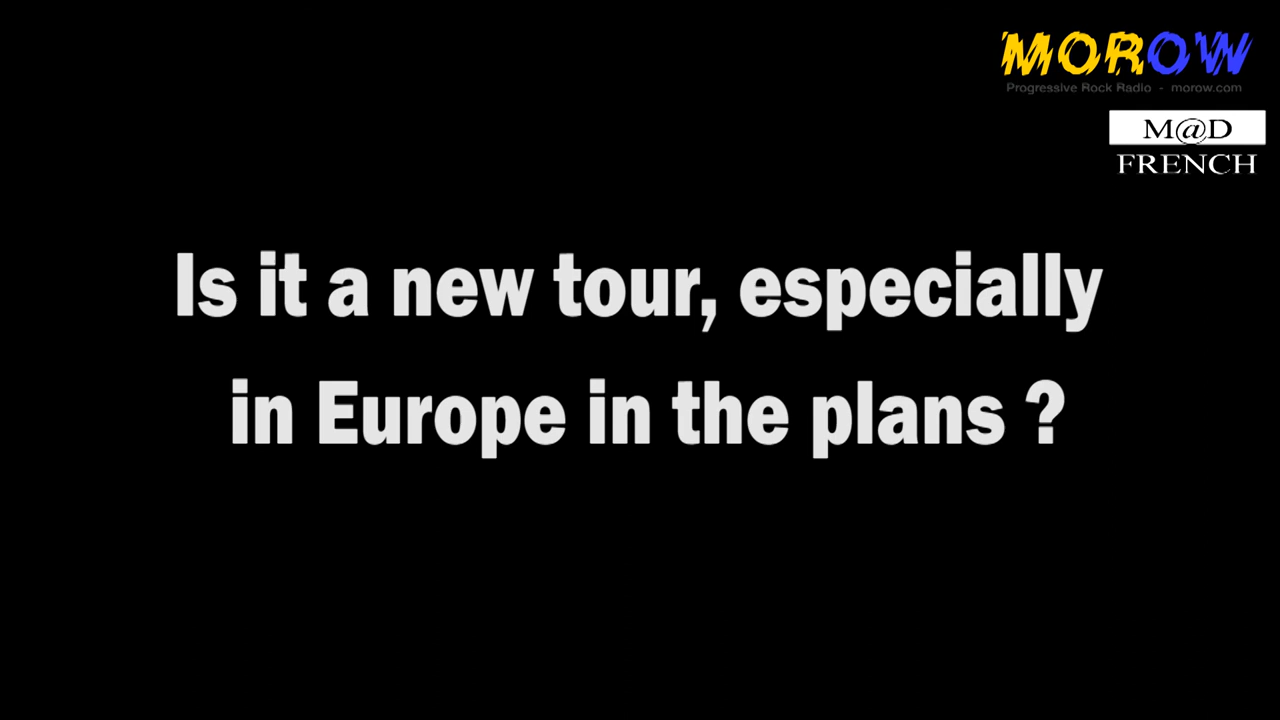 MOROW
Progressive Rock Radio - morow.com
M@D
FRENCH
Is it a new tour, especially
in Europe in the plans ?